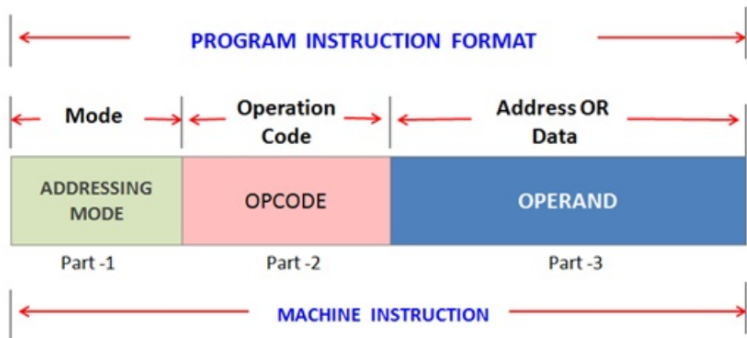 PROGRAM INSTRUCTION FORMAT
Mode
Operation
Code
Address OR
Data
ADDRESSING
MODE
OPCODE
OPERAND
Part -1
Part -2
Part -3
MACHINE INSTRUCTION